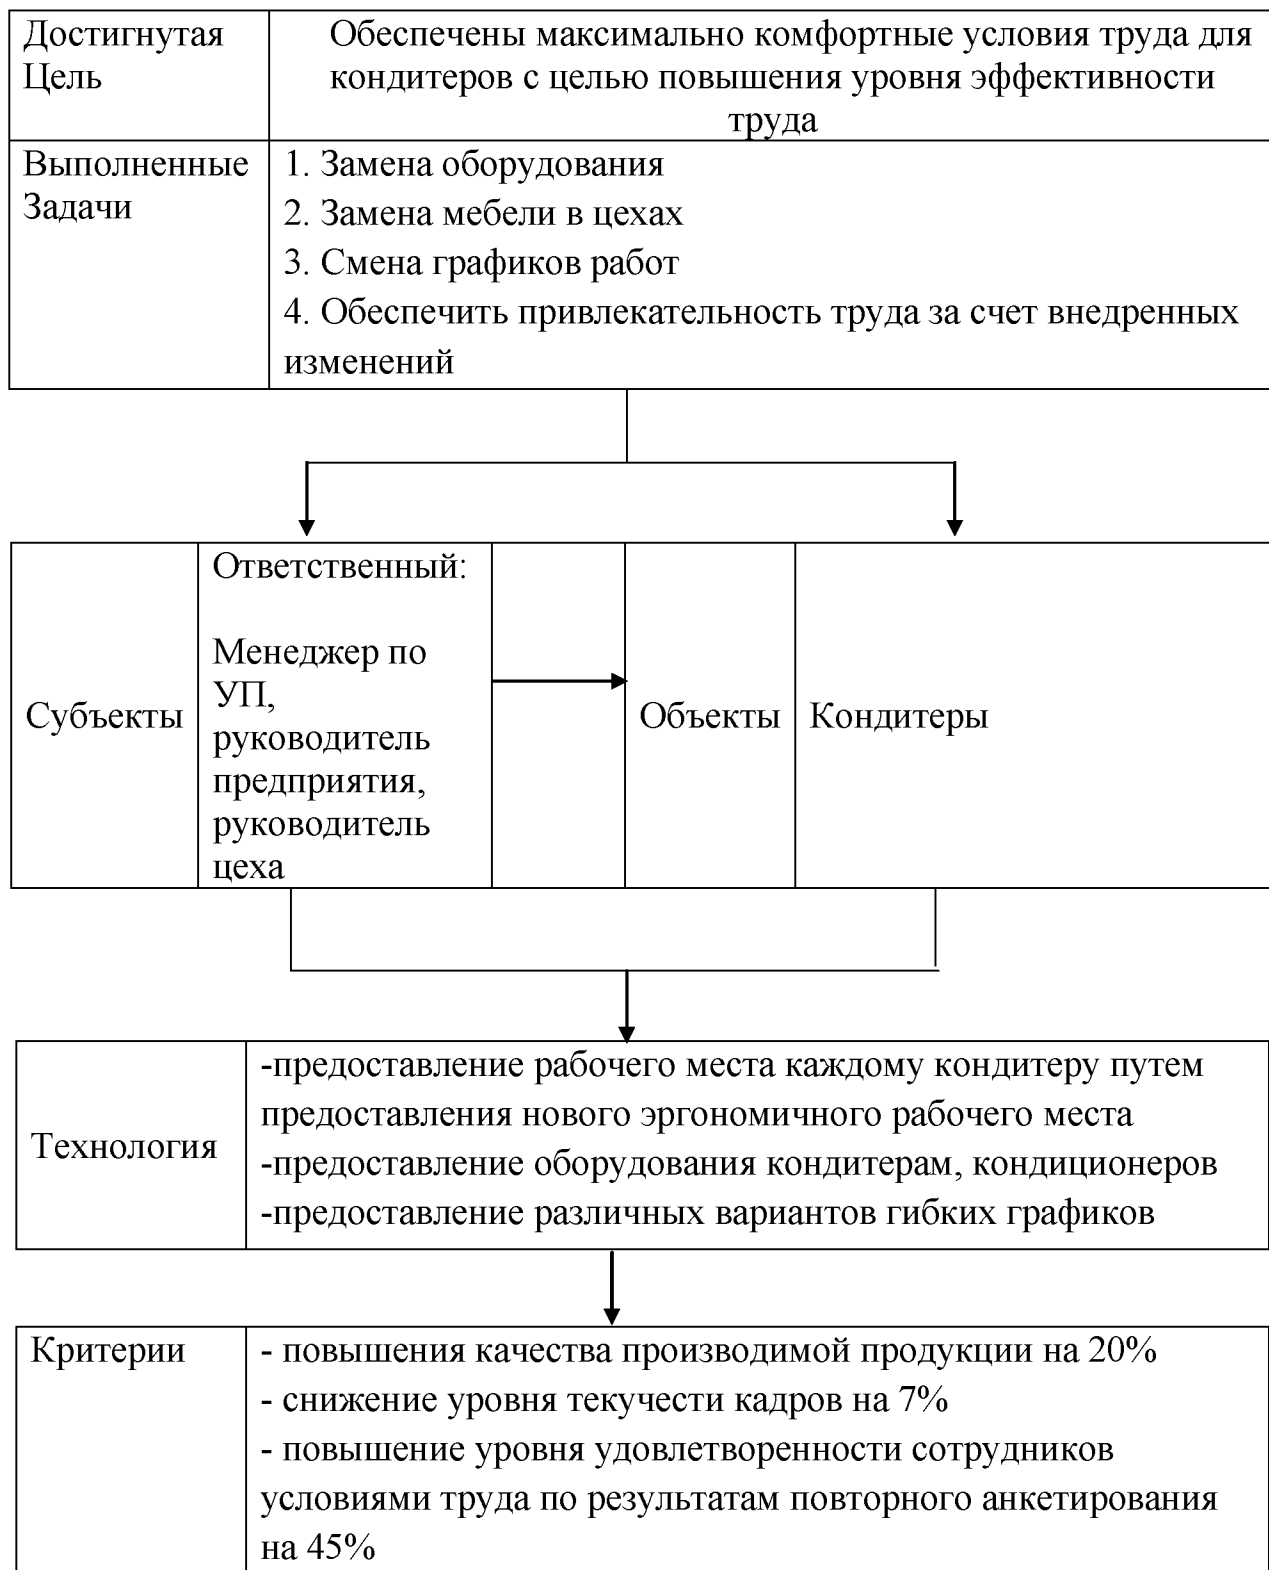 Достигнутая
Цель
Обеспечены максимально комфортные условия труда для
кондитеров с целью повышения уровня эффективности
труда
Выполненные
Задачи
1. Замена оборудования
2. Замена мебели в цехах
3. Смена графиков работ
4. Обеспечить привлекательность труда за счет внедренных
изменений
Субъекты
Ответственный:
Менеджер по
УП,
руководитель
предприятия,
руководитель
цеха
Объекты
Кондитеры
Технология
-предоставление рабочего места каждому кондитеру путем
предоставления нового эргономичного рабочего места
-предоставление оборудования кондитерам, кондиционеров
-предоставление различных вариантов гибких графиков
Критерии
- повышения качества производимой продукции на 20%
- снижение уровня текучести кадров на 7%
- повышение уровня удовлетворенности сотрудников
условиями труда по результатам повторного анкетирования
на 45%